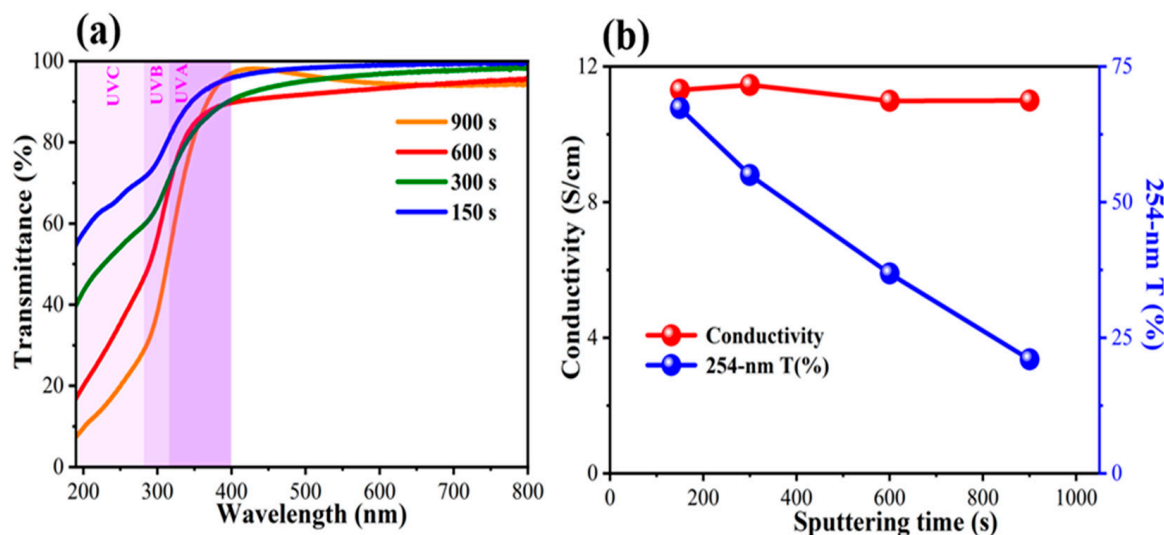 (a)
UVC
UVB
UVA
900 s
600 s
300 s
150 s
100
80
60
40
20
0
200 300 400 500 600 700 800
Transmittance (%)
Wavelength (nm)
(b)
12
8
4
0
75
50
25
0
Conductivity
254-nm T(%)
0 200 400 600 800 1000
Conductivity (S/cm)
254-nm T (%)
Sputtering time (s)